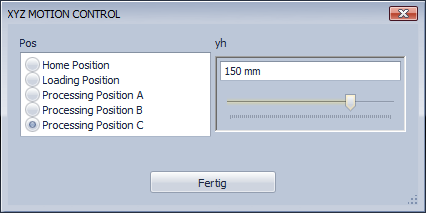 XYZ MOTION CONTROL
Pos
Home Position
Loading Position
Processing Position A
Processing Position B
Processing Position C
yh
150 mm
Fertig